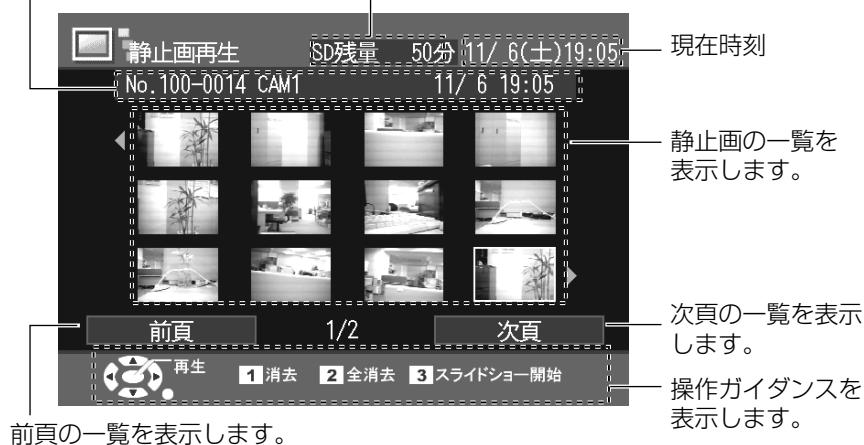 静止画再生 SD残量 50分 11/ 6(土)19:05
現在時刻
No.100-0014 CAM1 11/ 6 19:05
静止画の一覧を
表示します。
前頁 1/2 次頁
次頁の一覧を表示
します。
再生 1 消去 2 全消去 3 スライドショー開始
操作ガイダンスを
表示します。
前頁の一覧を表示します。